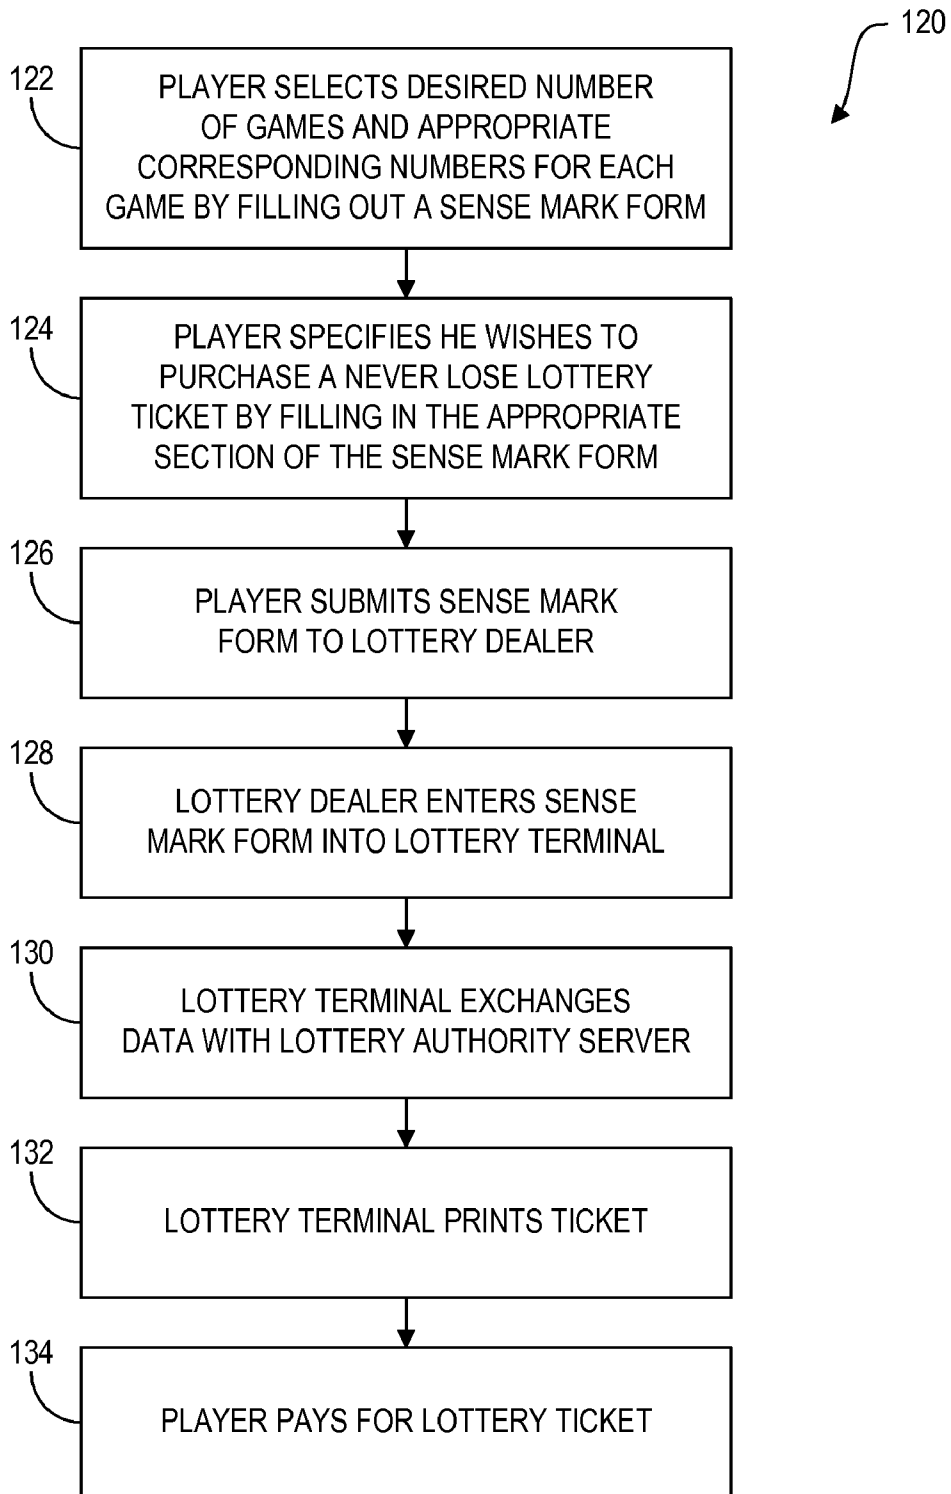 120
122
PLAYER SELECTS DESIRED NUMBER
OF GAMES AND APPROPRIATE
CORRESPONDING NUMBERS FOR EACH
GAME BY FILLING OUT A SENSE MARK FORM
124
PLAYER SPECIFIES HE WISHES TO
PURCHASE A NEVER LOSE LOTTERY
TICKET BY FILLING IN THE APPROPRIATE
SECTION OF THE SENSE MARK FORM
126
PLAYER SUBMITS SENSE MARK
FORM TO LOTTERY DEALER
128
LOTTERY DEALER ENTERS SENSE
MARK FORM INTO LOTTERY TERMINAL
130
LOTTERY TERMINAL EXCHANGES
DATA WITH LOTTERY AUTHORITY SERVER
132
LOTTERY TERMINAL PRINTS TICKET
134
PLAYER PAYS FOR LOTTERY TICKET